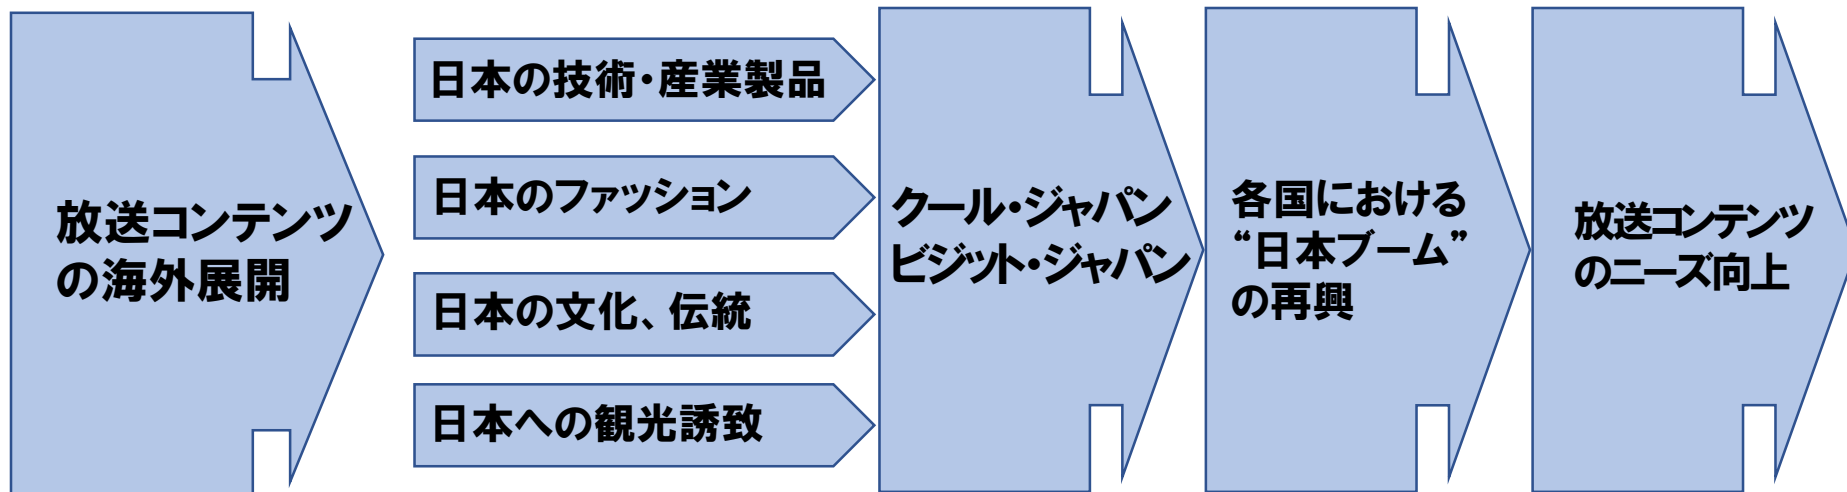 放送コンテンツ
の海外展開
日本の技術・産業製品
日本のファッション
日本の文化、伝統
日本への観光誘致
クール・ジャパン
ビジット・ジャパン
各国における
“日本ブーム”
の再興
放送コンテンツ
のニーズ向上